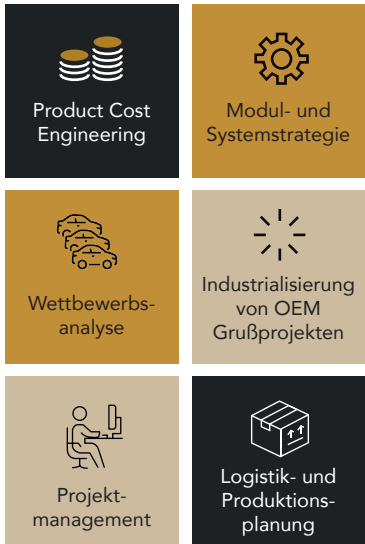 Product Cost
Engineering
Modul- und
Systemstrategie
Wettbewerbs-
analyse
Industrialisierung
von OEM
Grußprojekten
Projekt-
management
Logistik- und
Produktions-
planung